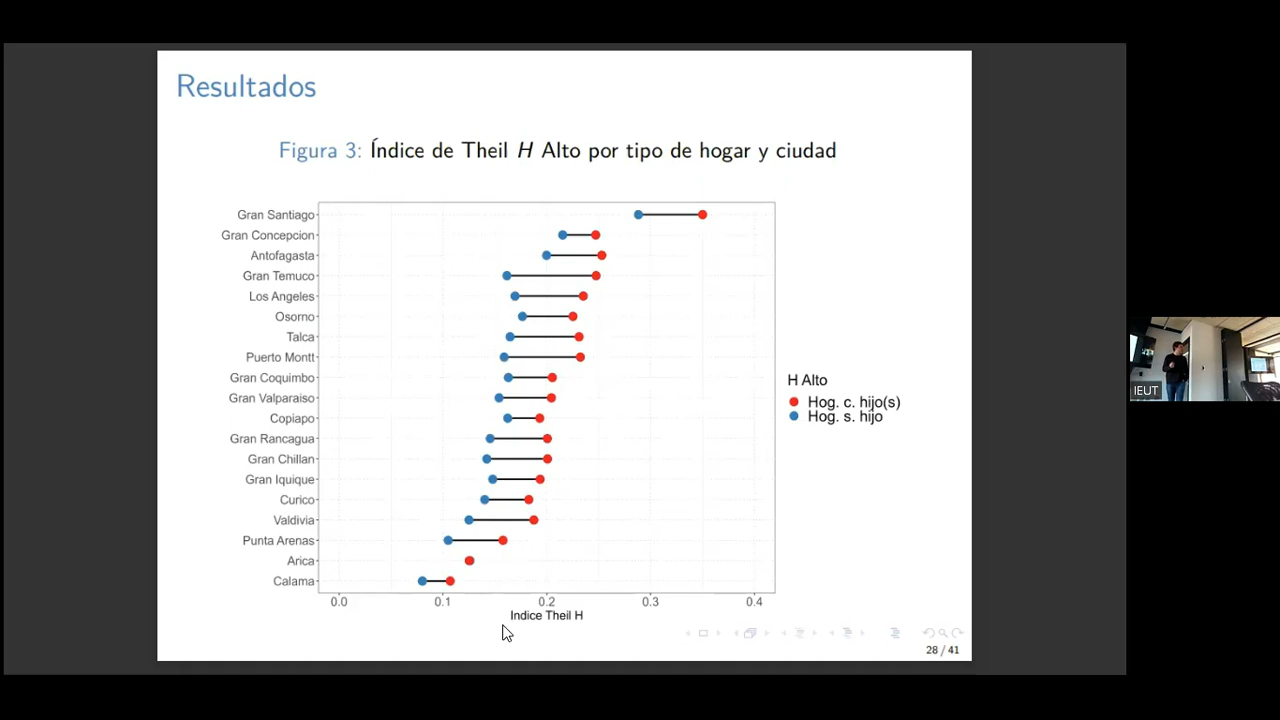 Resultados
Figura 3: Índice de Theil H Alto por tipo de hogar y ciudad
Gran Santiago
Gran Concepcion
Antofagasta
Gran Temuco
Los Angeles
Osorno
Talca
Puerto Montt
Gran Coquimbo
Gran Valparaiso
Copiapo
Gran Rancagua
Gran Chillan
Gran Iquique
Curico
Valdivia
Punta Arenas
Arica
Calama
0.0 0.1 0.2 0.3 0.4
Indice Theil H
H Alto
Hog. c. hijo(s)
Hog. s. hijo
28 / 41
IEUT